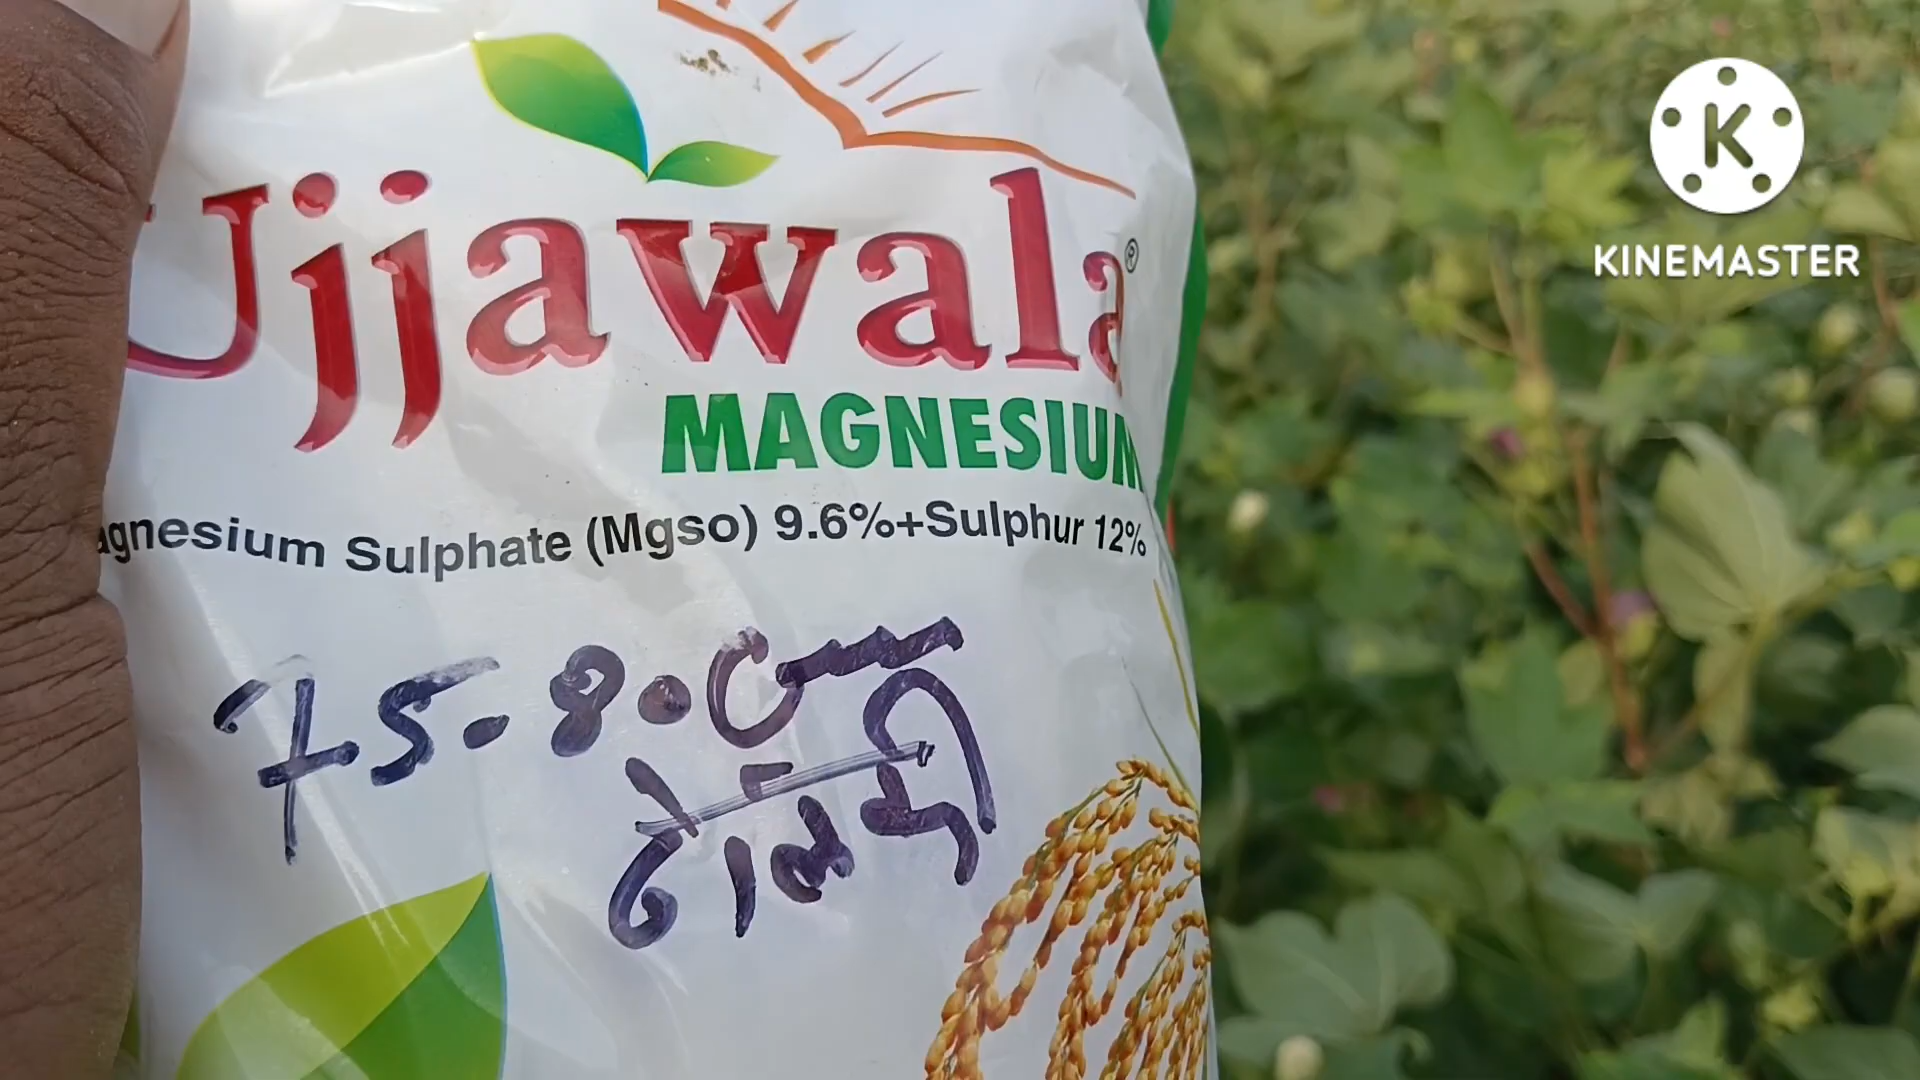 Ujjawala®
KINEMASTER
MAGNESIUM
agnesium Sulphate (Mgso) 9.6%+Sulphur 12%
75-80